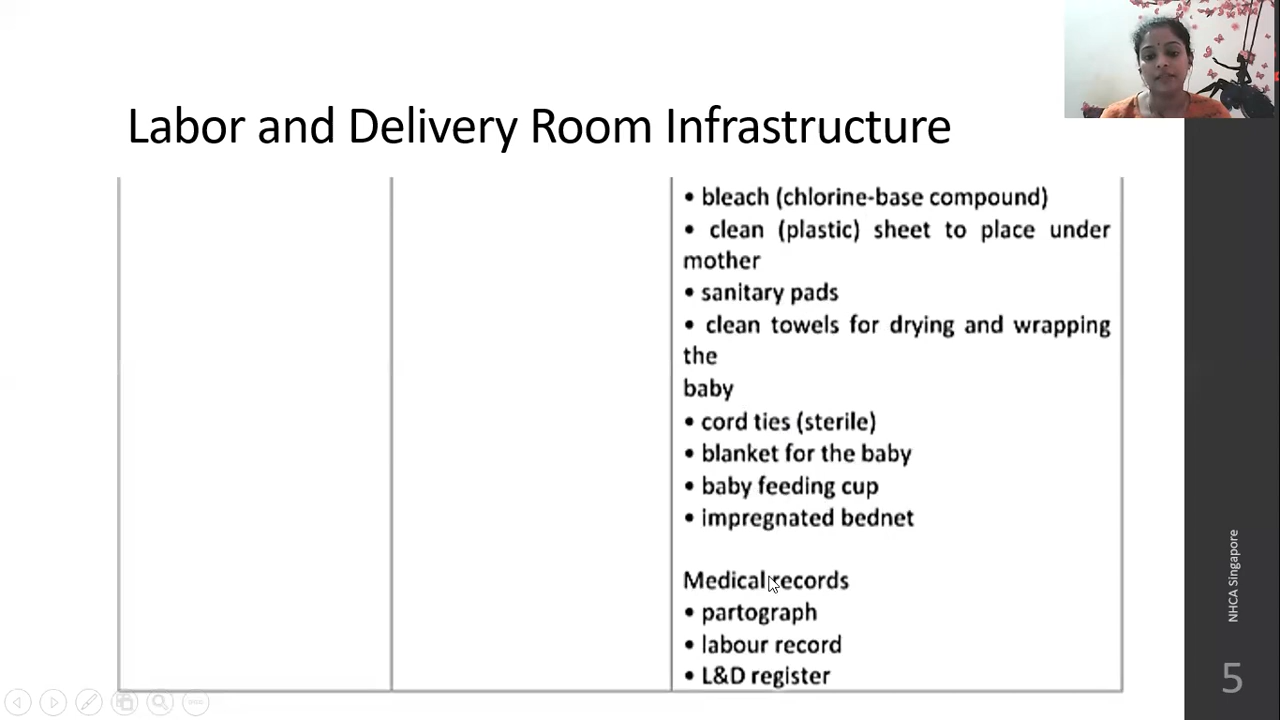 Labor and Delivery Room Infrastructure
• bleach (chlorine-base compound)
• clean (plastic) sheet to place under
mother
• sanitary pads
• clean towels for drying and wrapping
the
baby
• cord ties (sterile)
• blanket for the baby
• baby feeding cup
• impregnated bednet
Medical records
• partograph
• labour record
• L&D register
NHCA Singapore
5